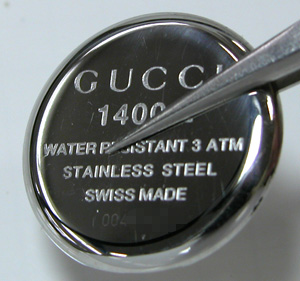 GUCCI
1400
WATER RESISTANT 3 ATM
STAINLESS STEEL
SWISS MADE